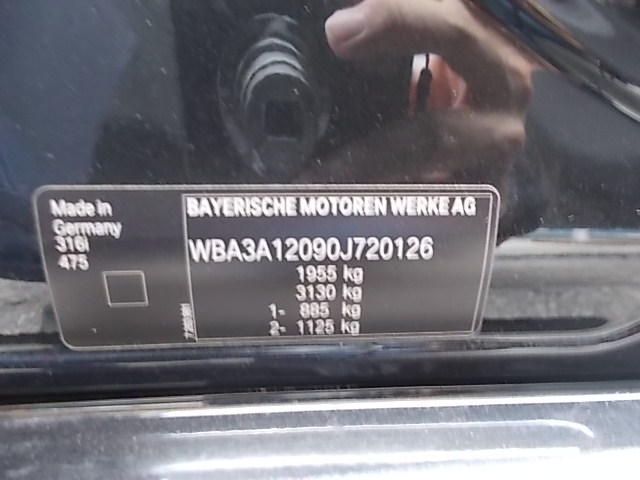 Made in
Germany
316i
475
BAYERISCHE MOTOREN WERKE AG
WBA3A12090J720126
1955 kg
3130 kg
1- 885 kg
2- 1125 kg